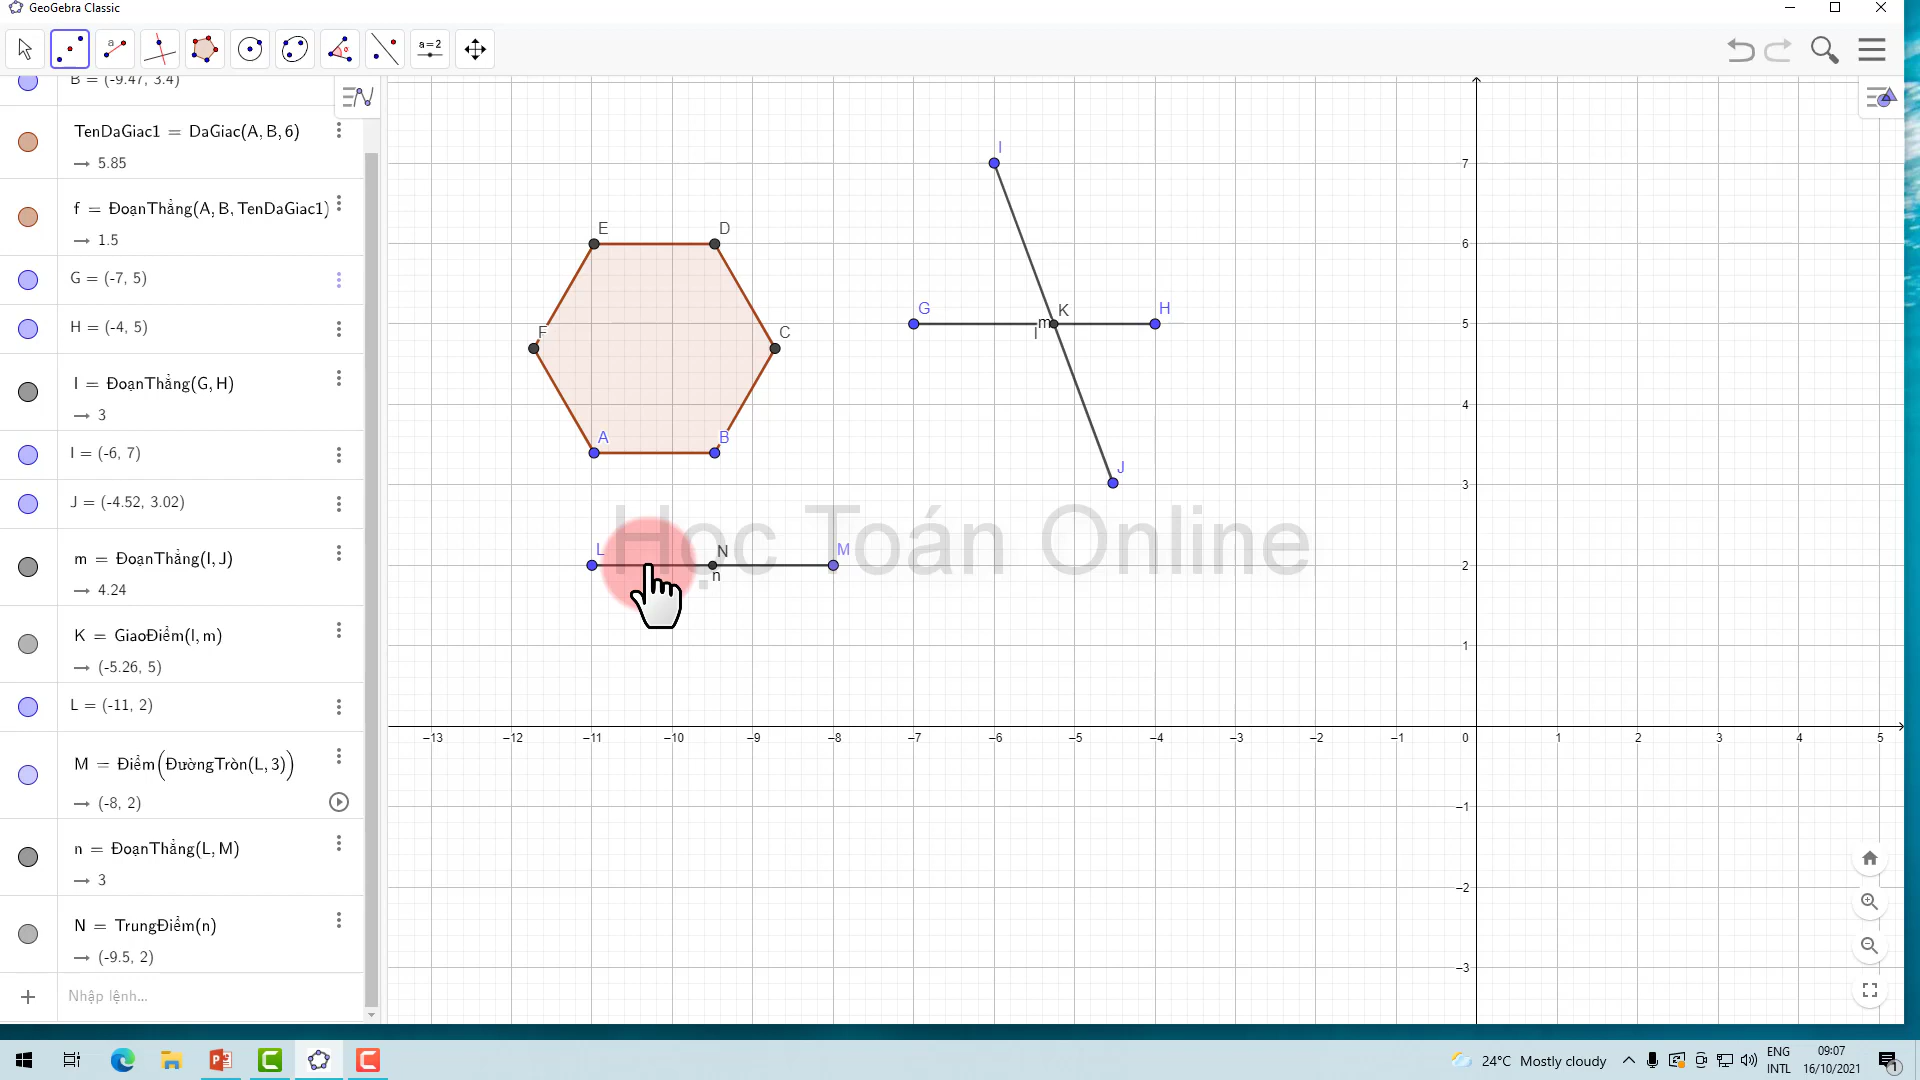 GeoGebra Classic
a
a=2
B = (-9.47, 3.4)
TenDaGiac1 = DaGiac(A, B, 6)
→ 5.85
f = ĐoạnThẳng(A, B, TenDaGiac1)
→ 1.5
G = (-7, 5)
H = (-4, 5)
l = ĐoạnThẳng(G, H)
→ 3
I = (-6, 7)
J = (-4.52, 3.02)
m = ĐoạnThẳng(I, J)
→ 4.24
K = GiaoĐiểm(l, m)
→ (-5.26, 5)
L = (-11, 2)
M = Điểm(ĐườngTròn(L, 3))
→ (-8, 2)
n = ĐoạnThẳng(L, M)
→ 3
N = TrungĐiểm(n)
→ (-9.5, 2)
Nhập lệnh...
I
E
D
G
K
H
m
l
F
C
A
B
J
Học Toán Online
L
N
M
n
7
6
5
4
3
2
1
−13 −12 −11 −10 −9 −8 −7 −6 −5 −4 −3 −2 −1 0 1 2 3 4 5
−1
−2
−3
24°C Mostly cloudy
ENG
INTL
09:07
16/10/2021
1